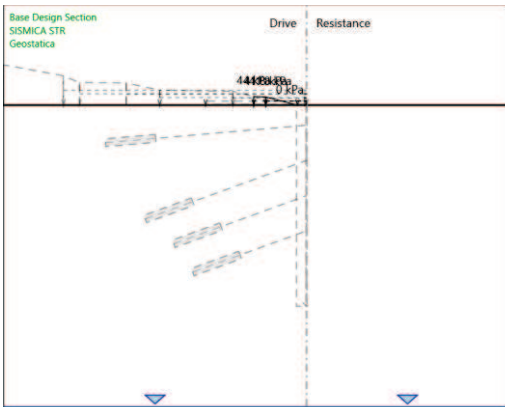 Base Design Section
SISMICA STR
Geostatica
Drive
Resistance
0 kPa